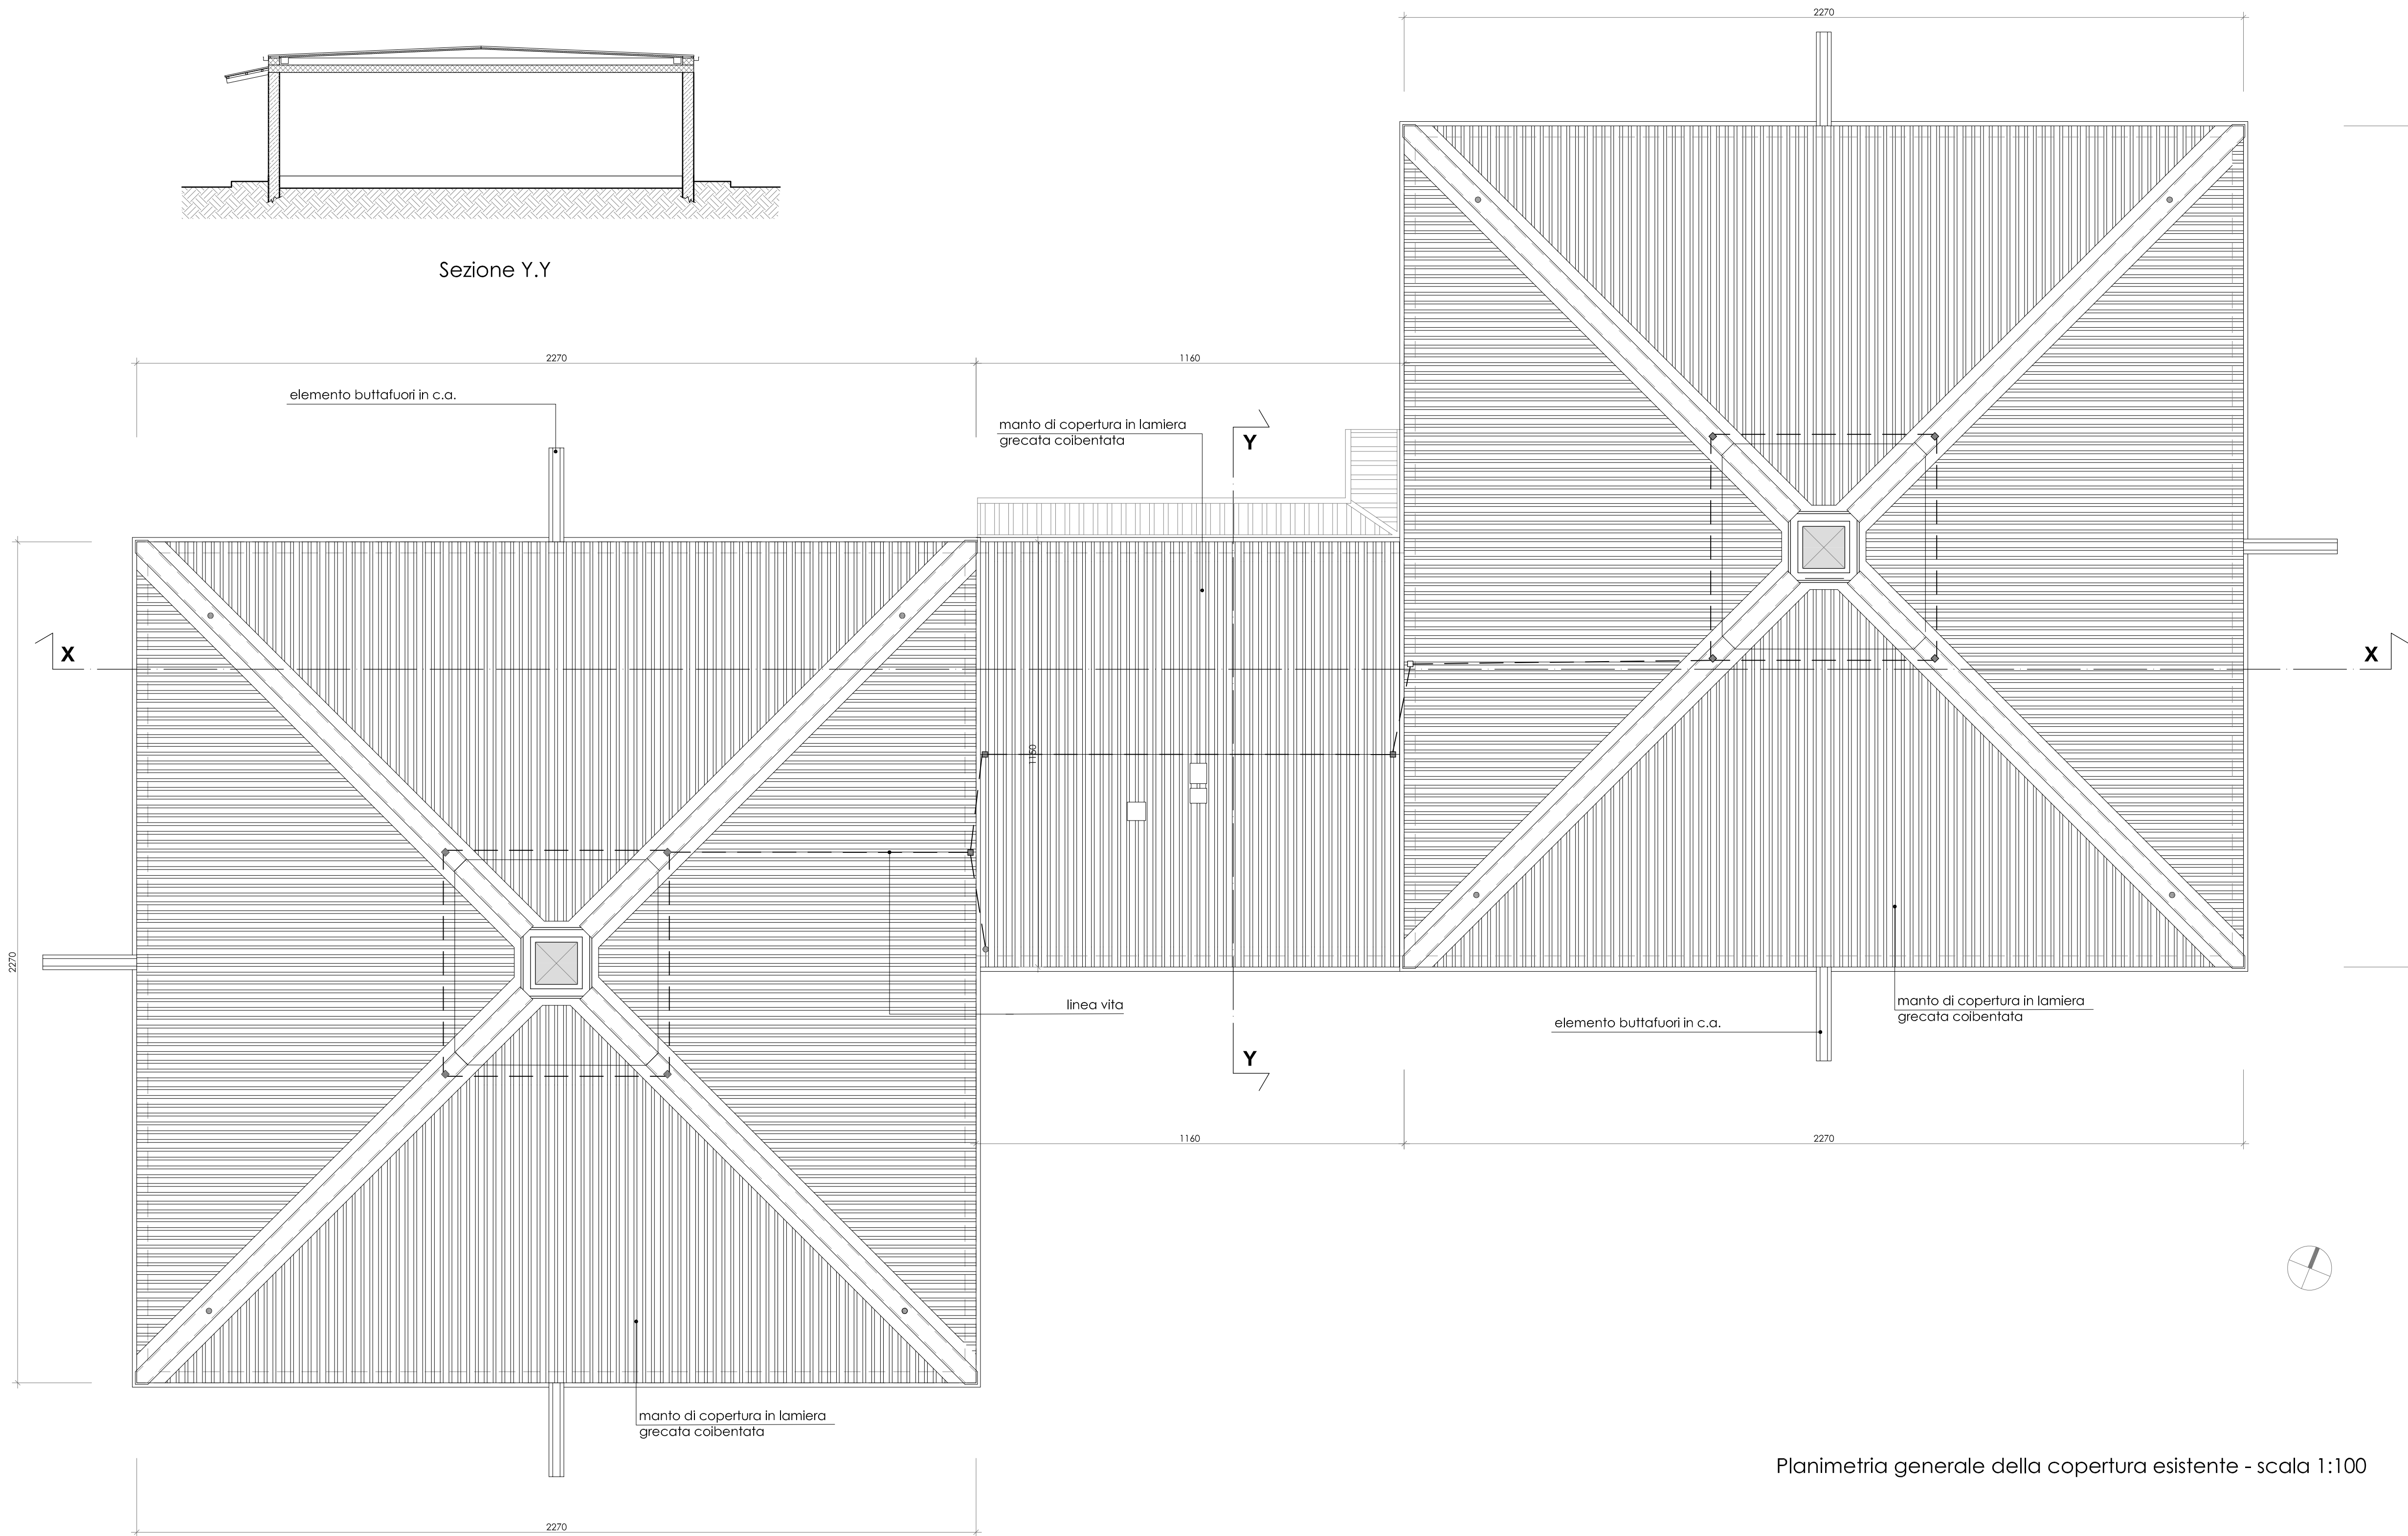 2270
Sezione Y.Y
2270
1160
elemento buttafuori in c.a.
manto di copertura in lamiera
grecata coibentata
Y
X
X
1150
2270
linea vita
manto di copertura in lamiera
grecata coibentata
elemento buttafuori in c.a.
Y
1160
2270
manto di copertura in lamiera
grecata coibentata
Planimetria generale della copertura esistente - scala 1:100
2270